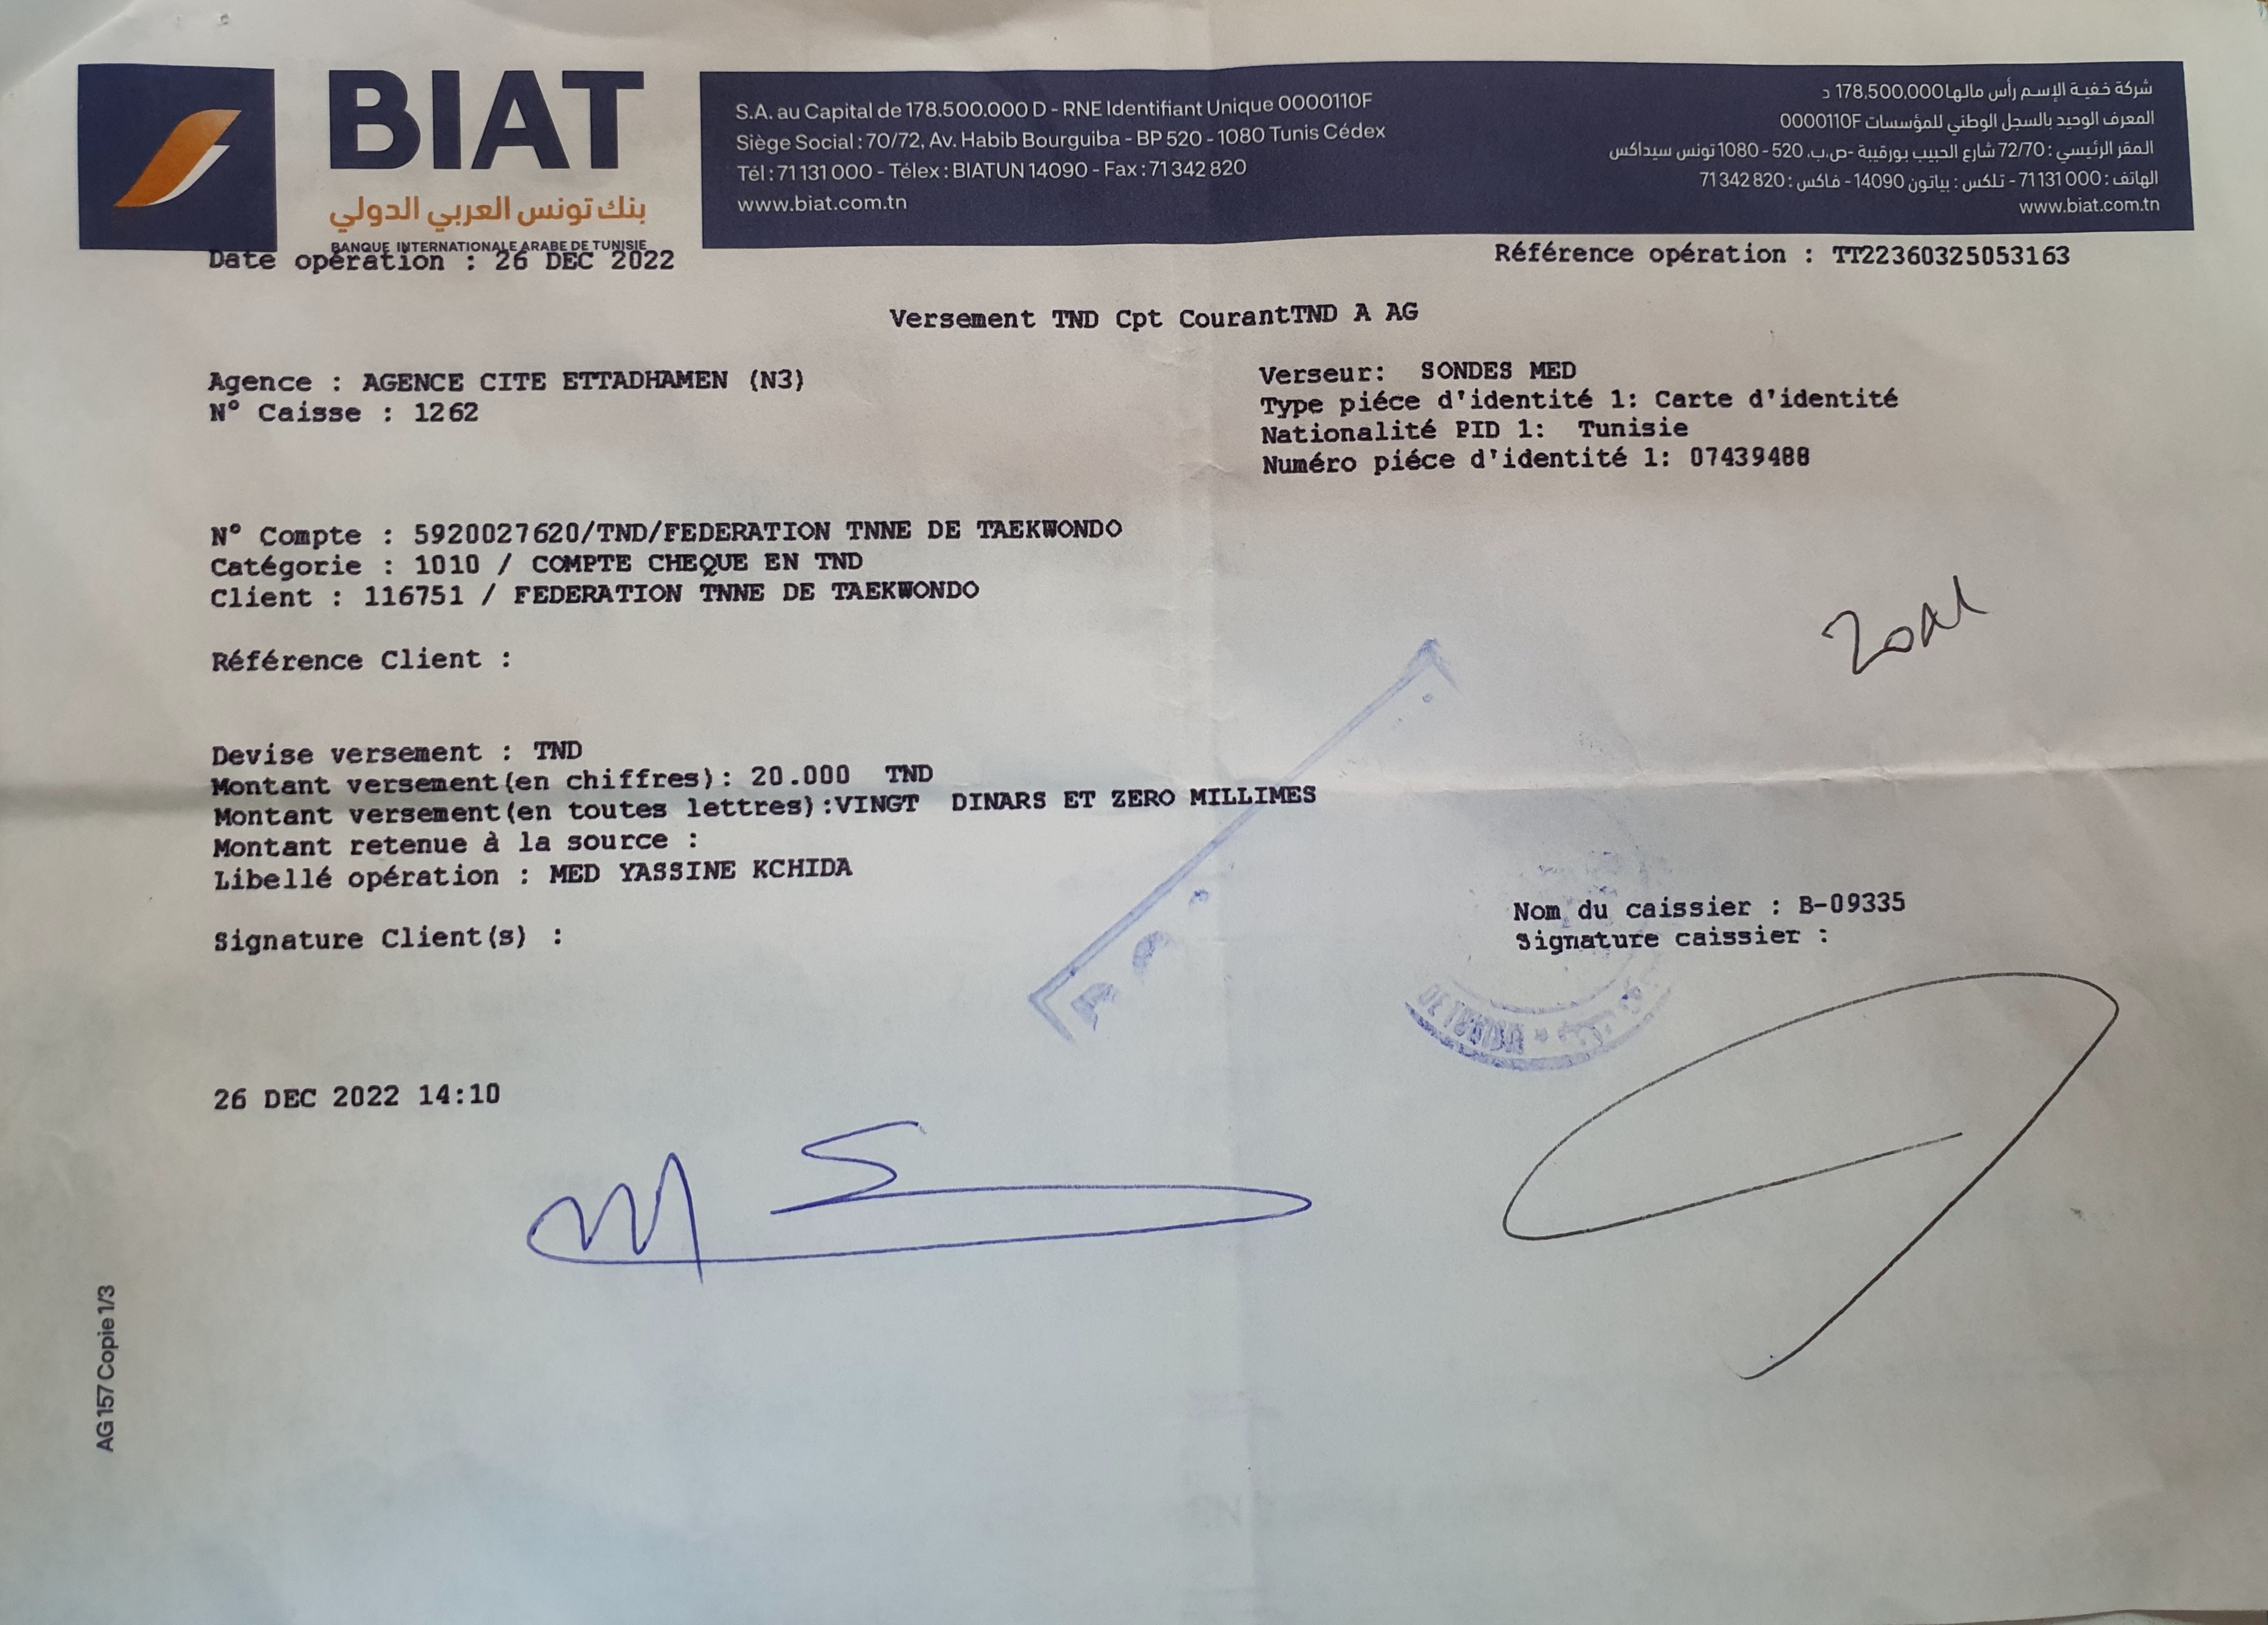 BIAT
بنك تونس العربي الدولي
BANQUE INTERNATIONALE ARABE DE TUNISIE
S.A. au Capital de 178.500.000 D - RNE Identifiant Unique 0000110F
Siège Social : 70/72, Av. Habib Bourguiba - BP 520 - 1080 Tunis Cédex
Tél : 71 131 000 - Télex : BIATUN 14090 - Fax : 71 342 820
www.biat.com.tn
شركة خفية الإسم رأس مالها 178,500,000 د
المعرف الوحيد بالسجل الوطني للمؤسسات 0000110F
المقر الرئيسي : 72/70 شارع الحبيب بورقيبة -ص.ب. 520 - 1080 تونس سيداكس
الهاتف : 71 131 000 - تلكس : بياتون 14090 - فاكس : 71 342 820
www.biat.com.tn
Date opération : 26 DEC 2022
Référence opération : TT22360325053163
Versement TND Cpt CourantTND A AG
Agence : AGENCE CITE ETTADHAMEN (N3)
N° Caisse : 1262
Verseur: SONDES MED
Type piéce d'identité 1: Carte d'identité
Nationalité PID 1: Tunisie
Numéro piéce d'identité 1: 07439488
N° Compte : 5920027620/TND/FEDERATION TNNE DE TAEKWONDO
Catégorie : 1010 / COMPTE CHEQUE EN TND
Client : 116751 / FEDERATION TNNE DE TAEKWONDO
Référence Client :
Devise versement : TND
Montant versement(en chiffres): 20.000 TND
Montant versement(en toutes lettres):VINGT DINARS ET ZERO MILLIMES
Montant retenue à la source :
Libellé opération : MED YASSINE KCHIDA
Signature Client(s) :
Nom du caissier : B-09335
Signature caissier :
26 DEC 2022 14:10
AG 157 Copie 1/3